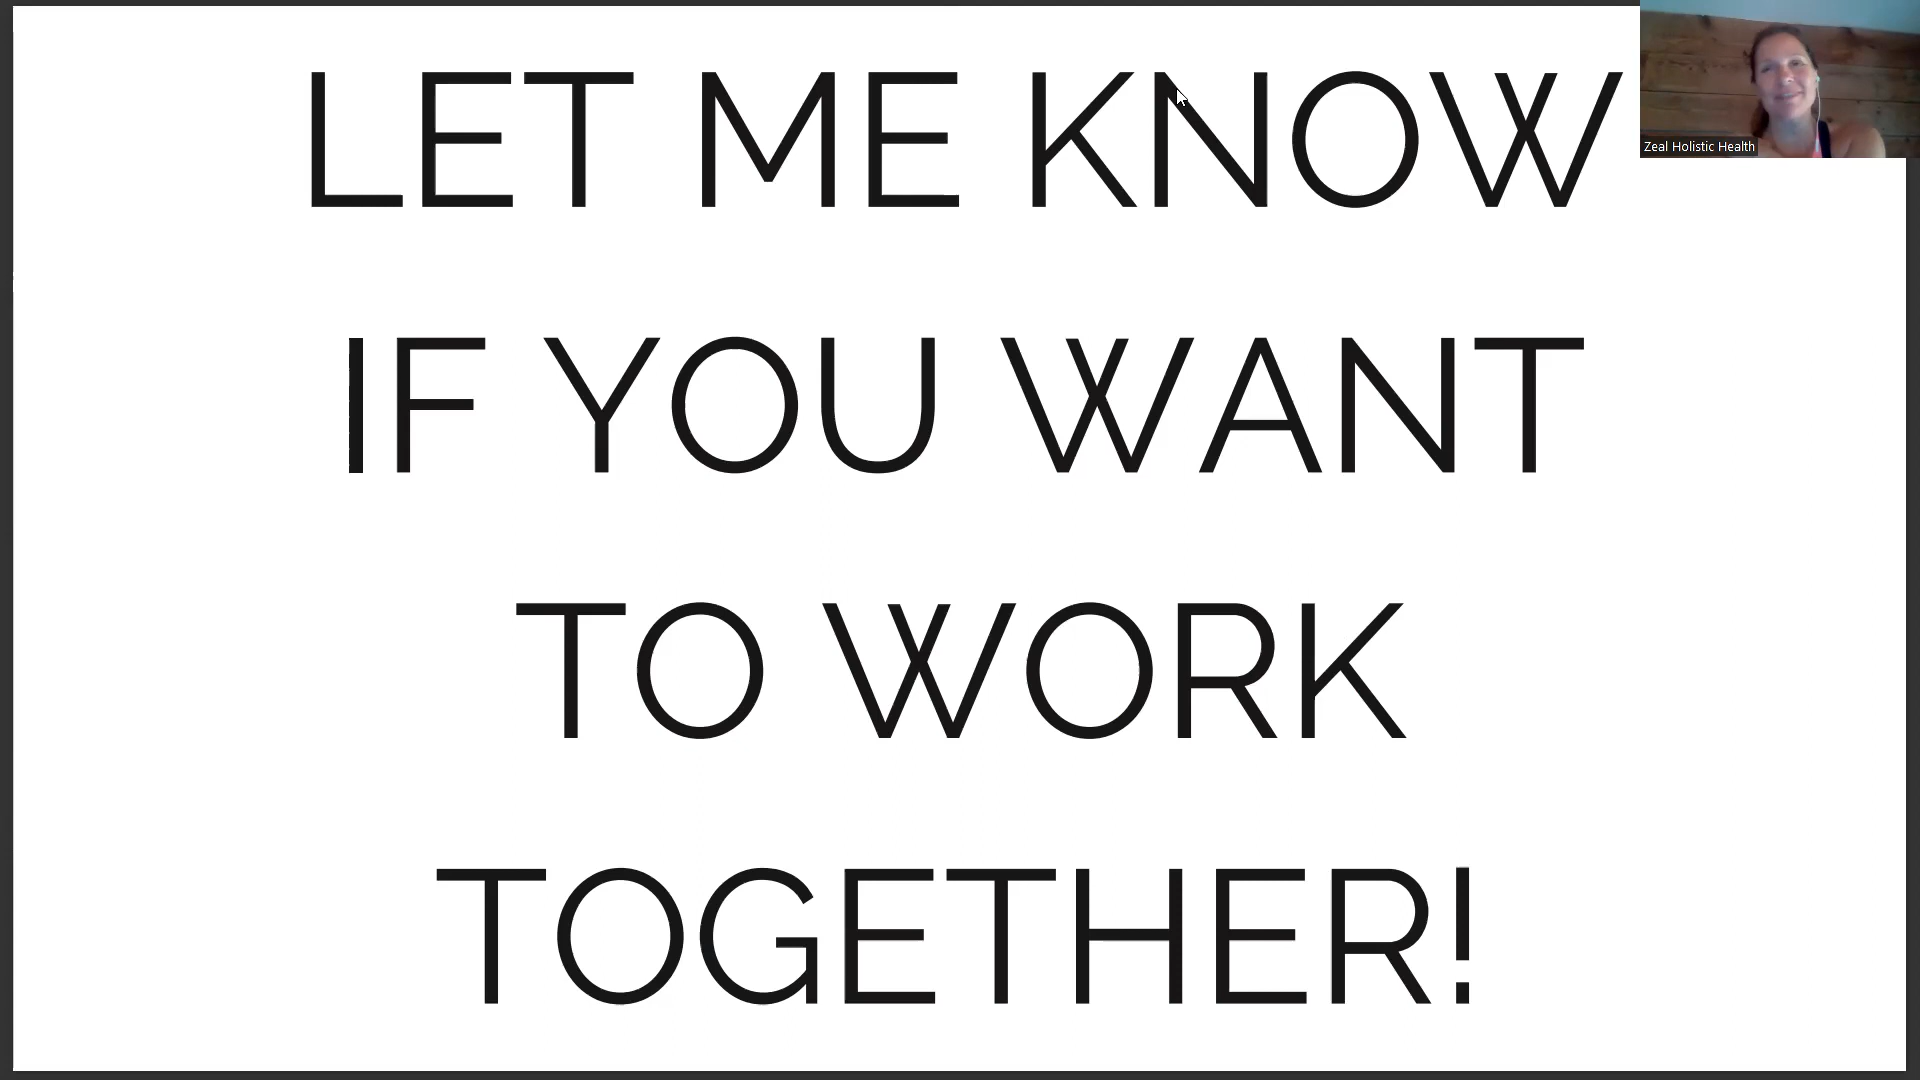 LET ME KNOW
IF YOU WANT
TO WORK
TOGETHER!
Zeal Holistic Health